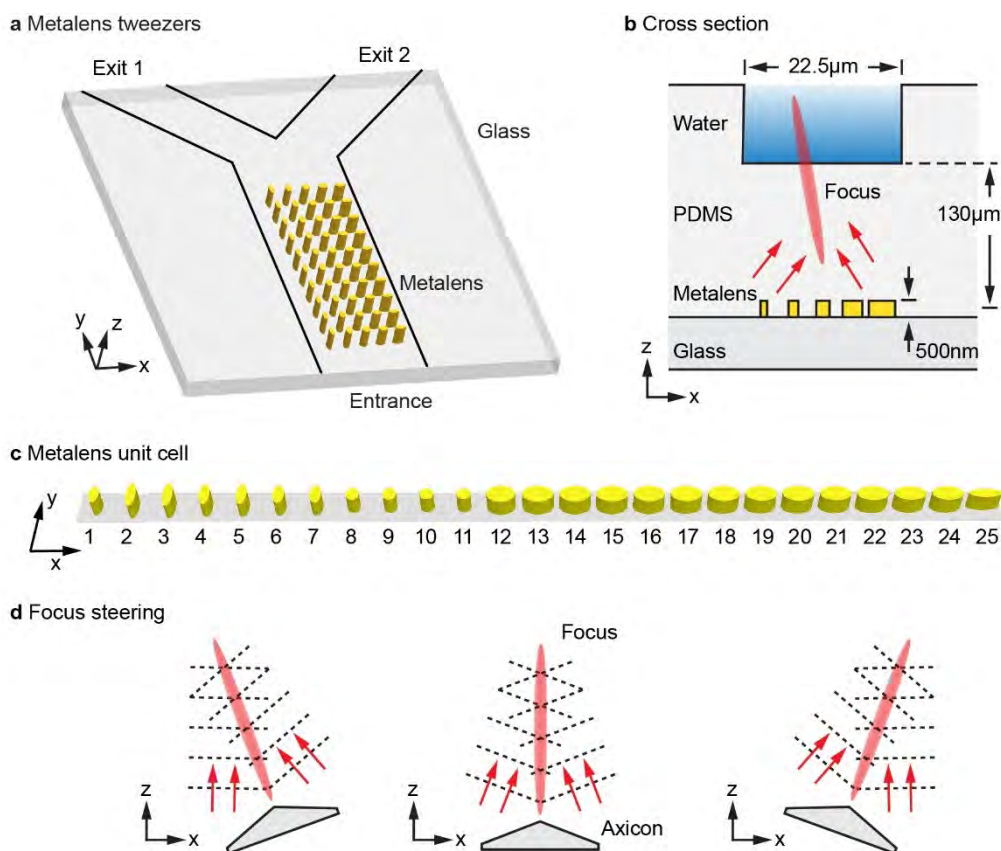 a Metalens tweezers
Exit 1
Exit 2
Glass
Metalens
Entrance
y
z
x
b Cross section
22.5µm
Water
Focus
PDMS
130µm
Metalens
500nm
Glass
z
x
c Metalens unit cell
y
x
1 2 3 4 5 6 7 8 9 10 11 12 13 14 15 16 17 18 19 20 21 22 23 24 25
d Focus steering
Focus
z
x
z
x
Axicon
z
x